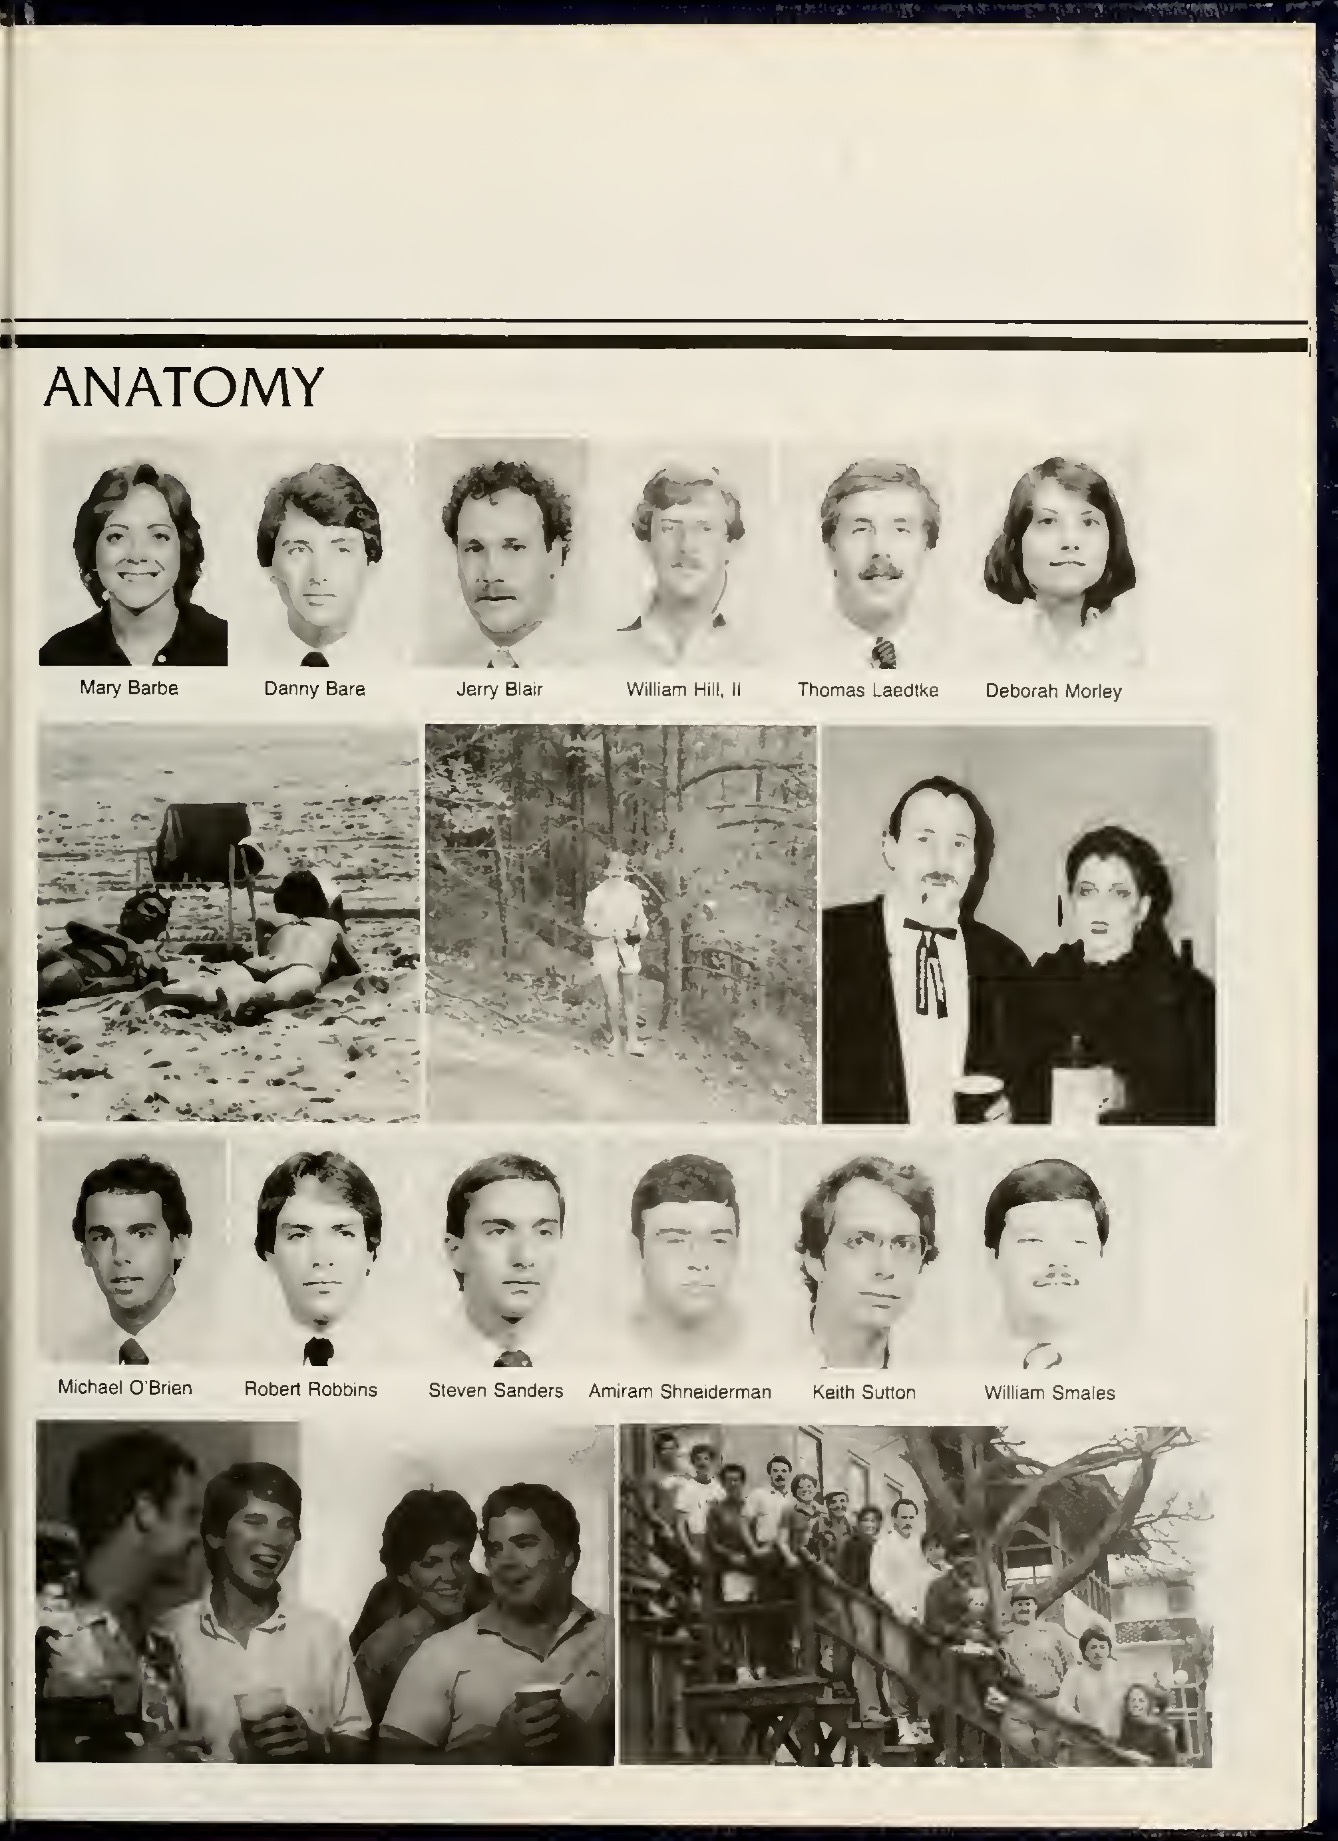 ANATOMY
Mary Barbe
Danny Bare
Jerry Blair
William Hill, II
Thomas Laedtke
Deborah Morley
Michael O'Brien
Robert Robbins
Steven Sanders
Amiram Shneiderman
Keith Sutton
William Smales